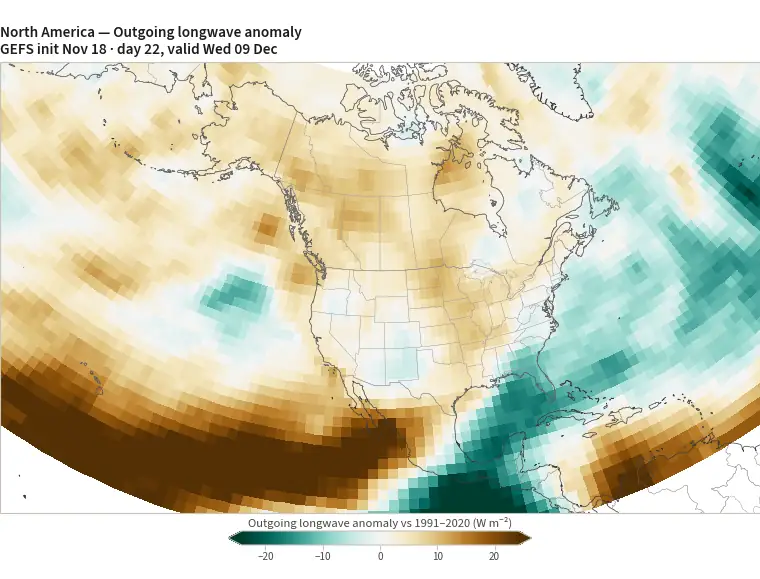 North America — Outgoing longwave anomaly
GEFS init Nov 18 · day 22, valid Wed 09 Dec
Outgoing longwave anomaly vs 1991–2020 (W m⁻²)
−20 −10 0 10 20